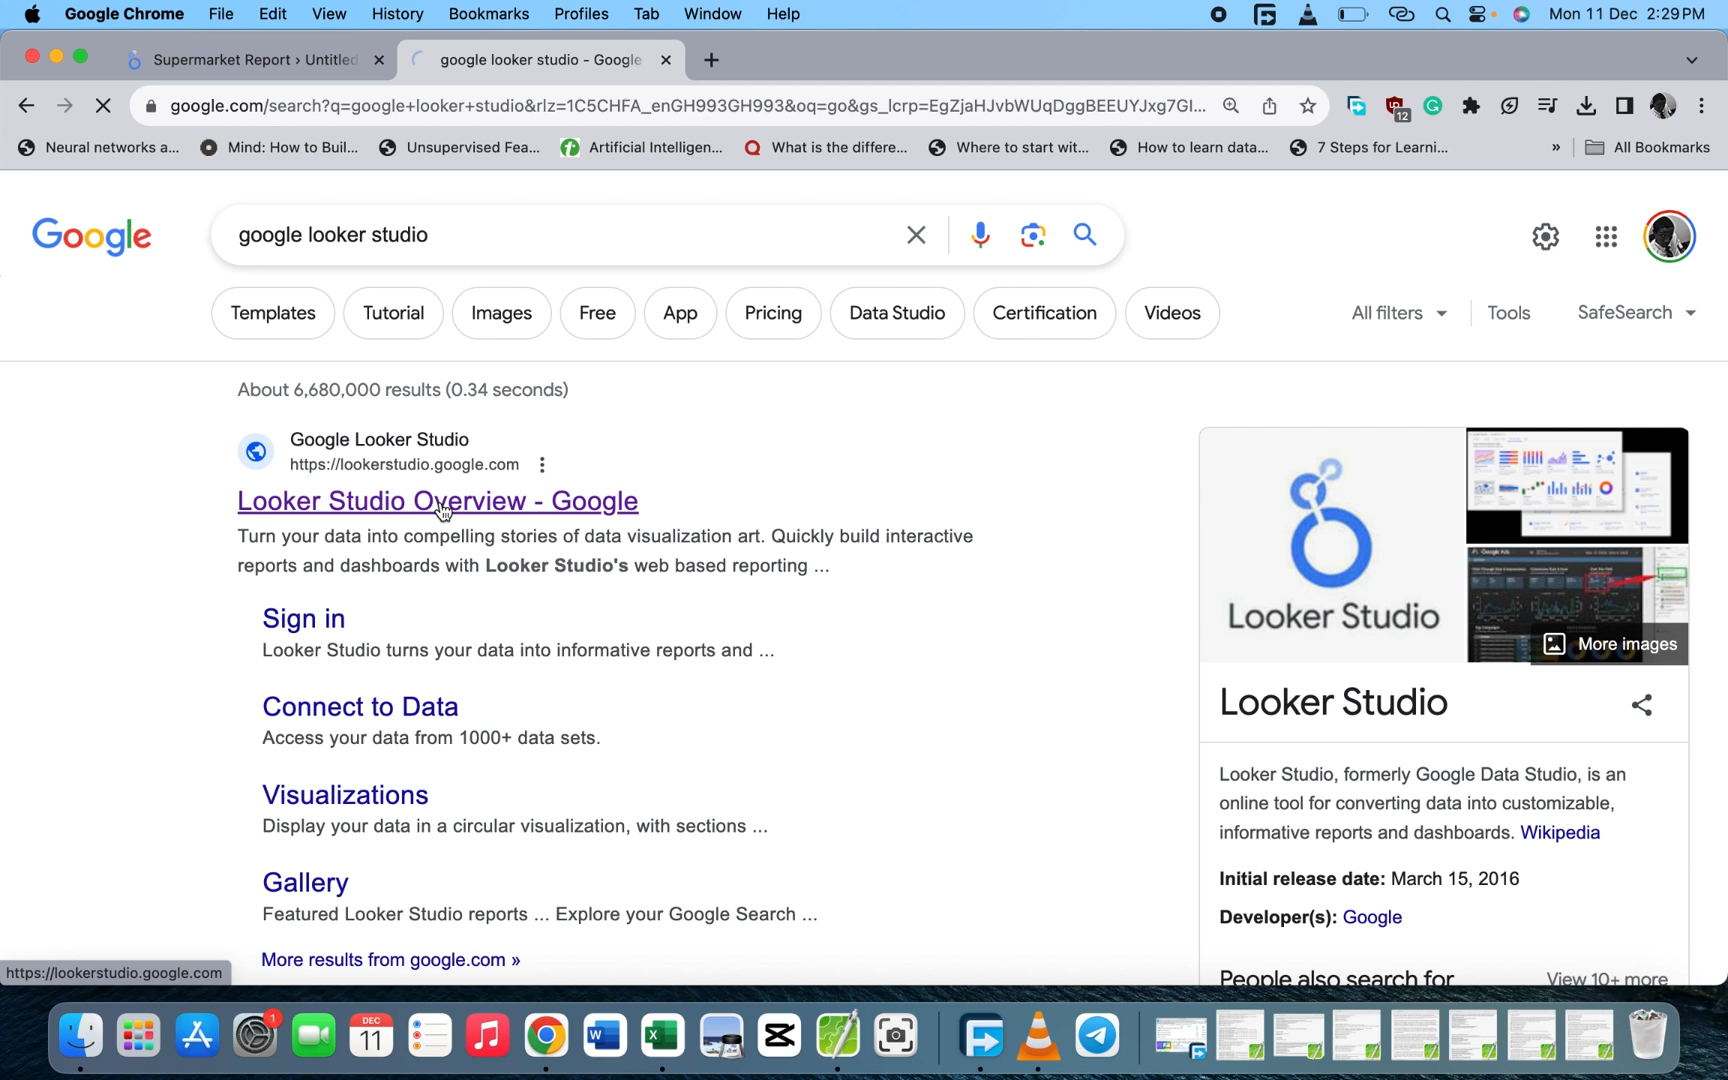 Google Chrome File Edit View History Bookmarks Profiles Tab Window Help Mon 11 Dec 2:29 PM
Supermarket Report › Untitled google looker studio - Google
google.com/search?q=google+looker+studio&rlz=1C5CHFA_enGH993GH993&oq=go&gs_lcrp=EgZjaHJvbWUqDggBEEUYJxg7GI...
12
Neural networks a... Mind: How to Buil... Unsupervised Fea... Artificial Intelligen... What is the differe... Where to start wit... How to learn data... 7 Steps for Learni... » All Bookmarks
Google
google looker studio
Templates Tutorial Images Free App Pricing Data Studio Certification Videos All filters Tools SafeSearch
About 6,680,000 results (0.34 seconds)
Google Looker Studio
https://lookerstudio.google.com
Looker Studio Overview - Google
Turn your data into compelling stories of data visualization art. Quickly build interactive
reports and dashboards with Looker Studio's web based reporting ...
Sign in
Looker Studio turns your data into informative reports and ...
Connect to Data
Access your data from 1000+ data sets.
Visualizations
Display your data in a circular visualization, with sections ...
Gallery
Featured Looker Studio reports ... Explore your Google Search ...
More results from google.com »
Looker Studio
More images
Looker Studio
Looker Studio, formerly Google Data Studio, is an
online tool for converting data into customizable,
informative reports and dashboards. Wikipedia
Initial release date: March 15, 2016
Developer(s): Google
People also search for View 10+ more
https://lookerstudio.google.com
1
DEC
11
W
X